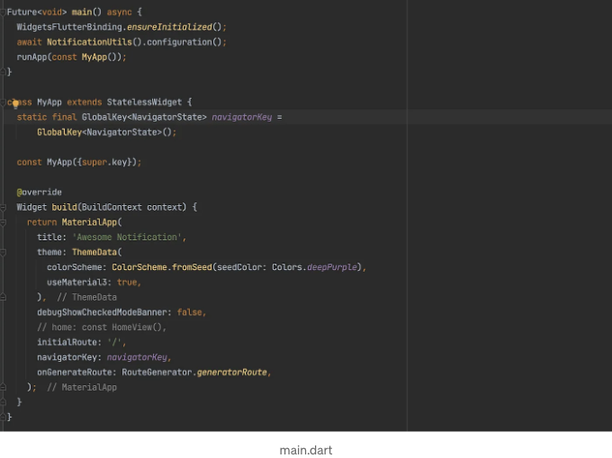 Future<void> main() async {
WidgetsFlutterBinding.ensureInitialized();
await NotificationUtils().configuration();
runApp(const MyApp());
}
class MyApp extends StatelessWidget {
static final GlobalKey<NavigatorState> navigatorKey =
GlobalKey<NavigatorState>();
const MyApp({super.key});
@override
Widget build(BuildContext context) {
return MaterialApp(
title: 'Awesome Notification',
theme: ThemeData(
colorScheme: ColorScheme.fromSeed(seedColor: Colors.deepPurple),
useMaterial3: true,
), // ThemeData
debugShowCheckedModeBanner: false,
// home: const HomeView(),
initialRoute: '/',
navigatorKey: navigatorKey,
onGenerateRoute: RouteGenerator.generatorRoute,
); // MaterialApp
}
}
main.dart